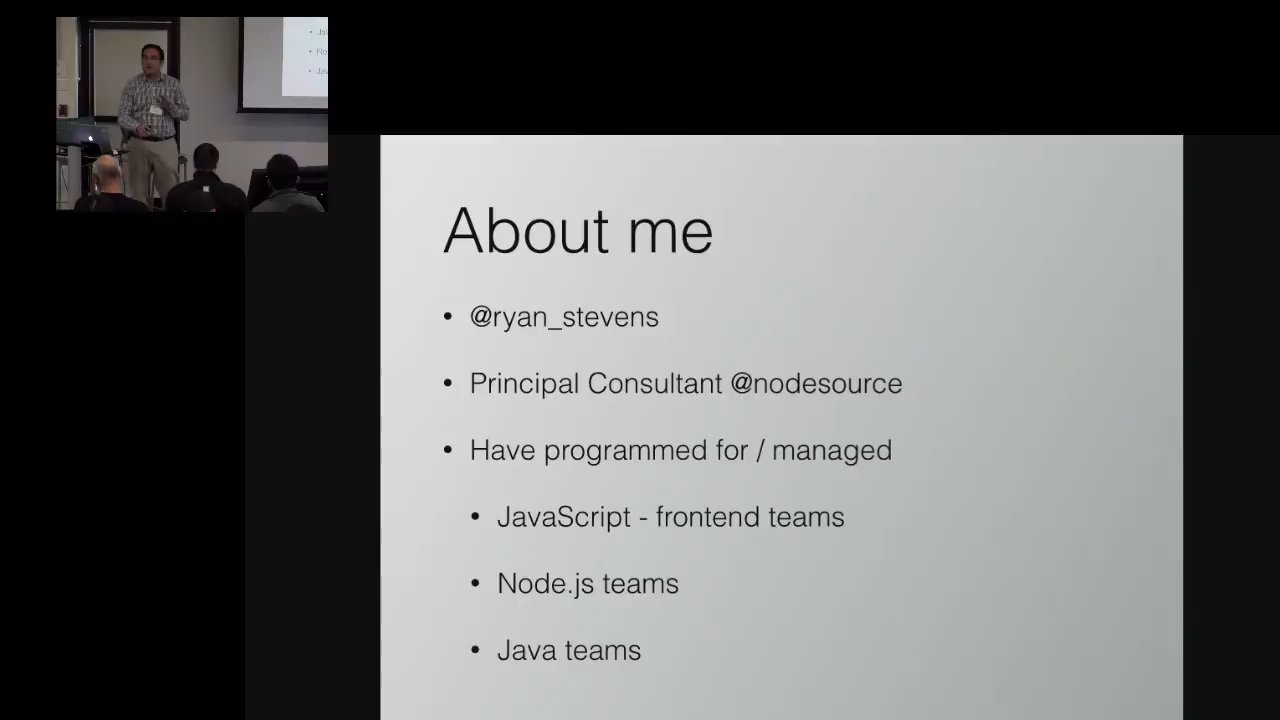 About me
• @ryan_stevens
• Principal Consultant @nodesource
• Have programmed for / managed
• JavaScript - frontend teams
• Node.js teams
• Java teams